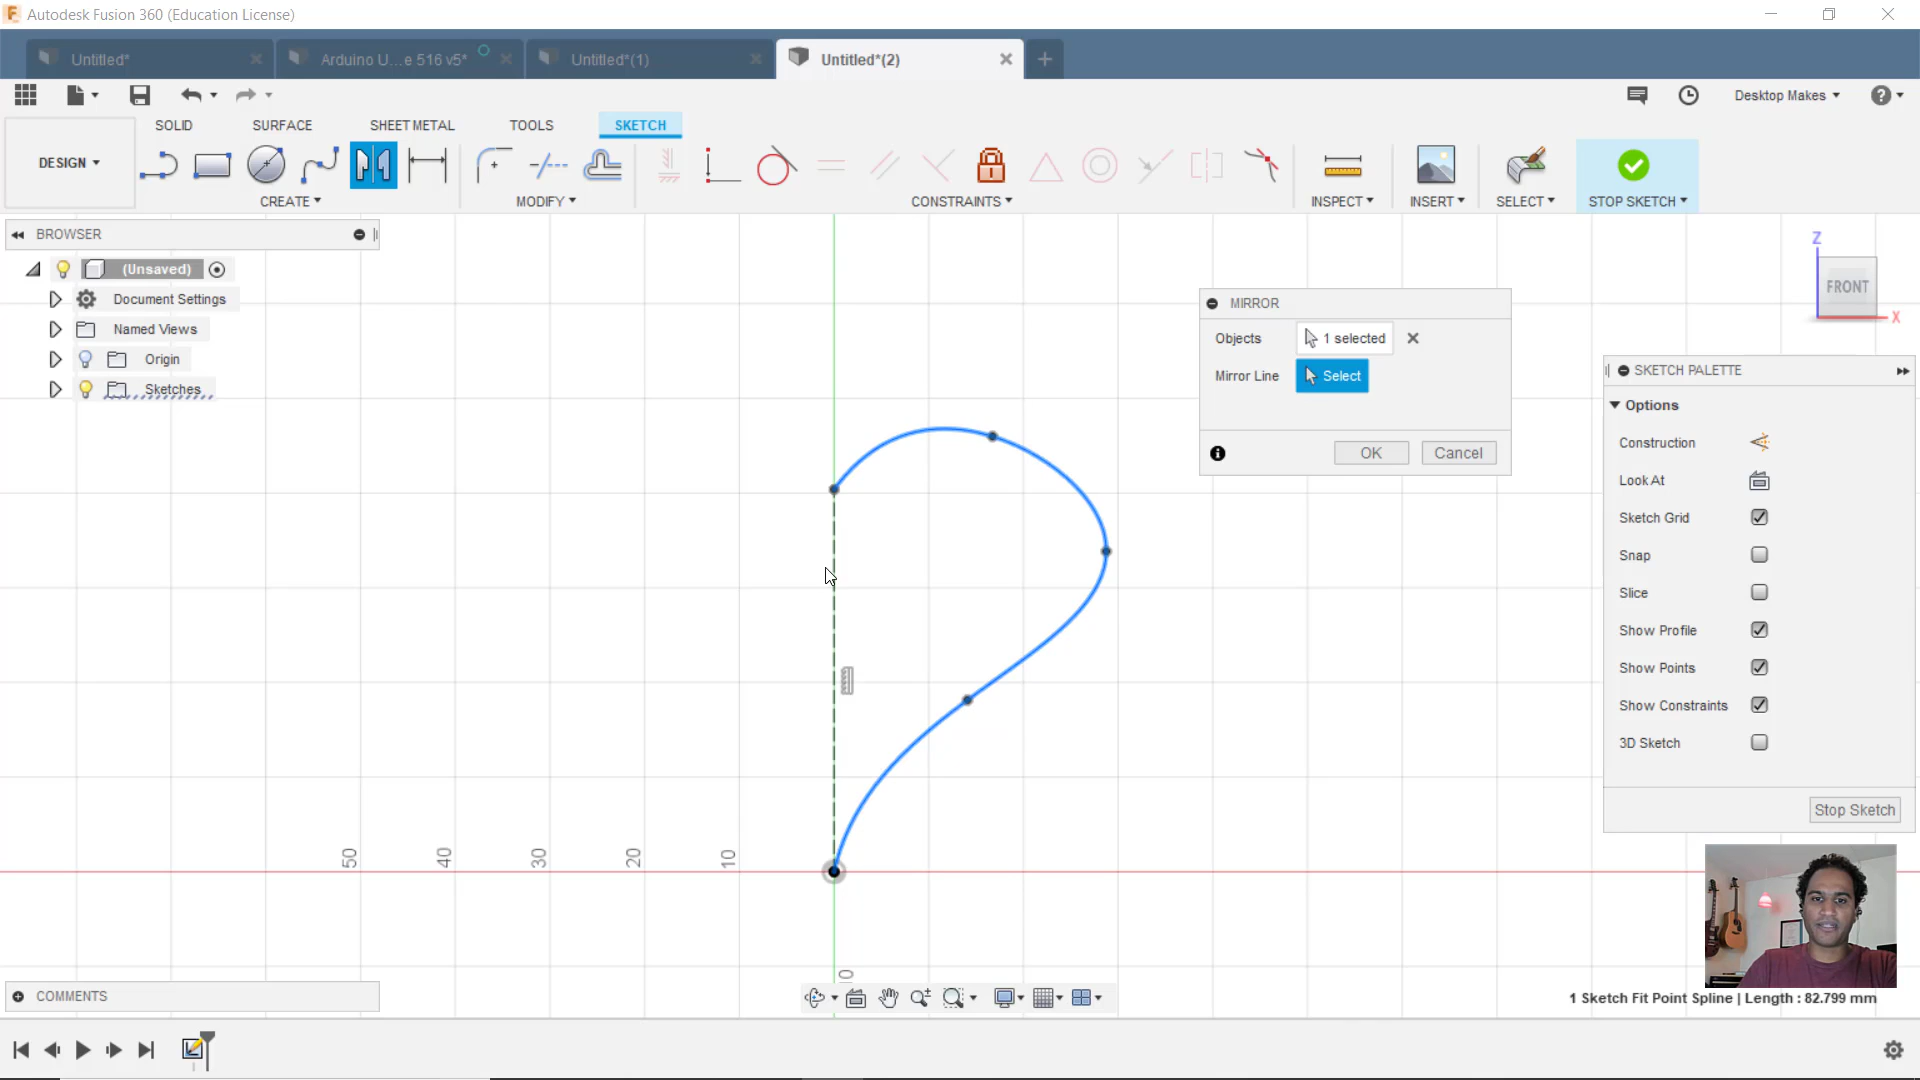 Autodesk Fusion 360 (Education License)
Untitled*
Arduino U...e 516 v5*
Untitled*(1)
Untitled*(2)
Desktop Makes
SOLID
SURFACE
SHEET METAL
TOOLS
SKETCH
DESIGN
CREATE
MODIFY
CONSTRAINTS
INSPECT
INSERT
SELECT
STOP SKETCH
BROWSER
(Unsaved)
Document Settings
Named Views
Origin
Sketches
Z
FRONT
X
MIRROR
Objects
1 selected
Mirror Line
Select
OK
Cancel
SKETCH PALETTE
Options
Construction
Look At
Sketch Grid
Snap
Slice
Show Profile
Show Points
Show Constraints
3D Sketch
Stop Sketch
50
40
30
20
10
0
COMMENTS
1 Sketch Fit Point Spline | Length : 82.799 mm